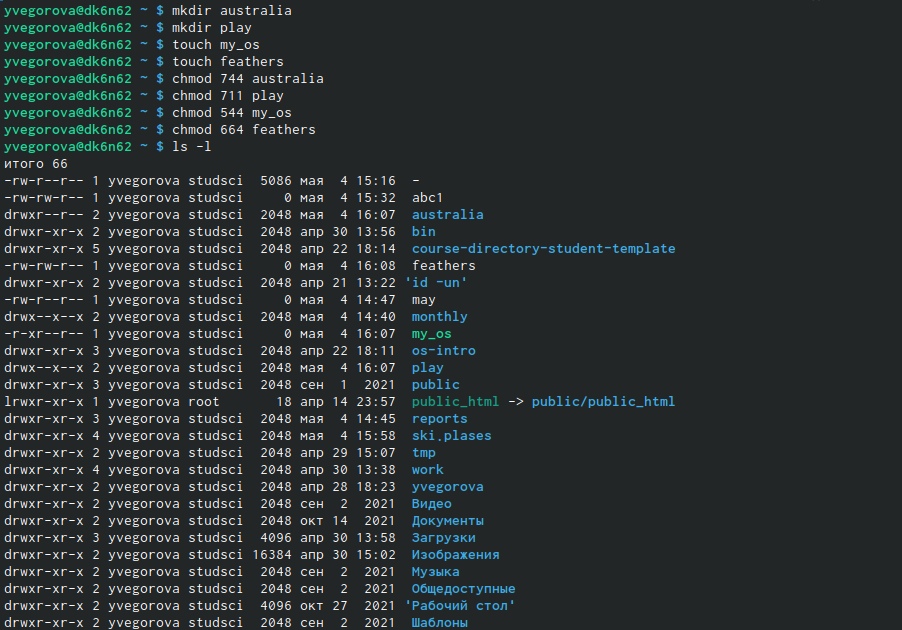 yvegorova@dk6n62 ~ $ mkdir australia
yvegorova@dk6n62 ~ $ mkdir play
yvegorova@dk6n62 ~ $ touch my_os
yvegorova@dk6n62 ~ $ touch feathers
yvegorova@dk6n62 ~ $ chmod 744 australia
yvegorova@dk6n62 ~ $ chmod 711 play
yvegorova@dk6n62 ~ $ chmod 544 my_os
yvegorova@dk6n62 ~ $ chmod 664 feathers
yvegorova@dk6n62 ~ $ ls -l
итого 66
-rw-r--r-- 1 yvegorova studsci  5086 мая  4 15:16  -
-rw-rw-r-- 1 yvegorova studsci     0 мая  4 15:32  abc1
drwxr--r-- 2 yvegorova studsci  2048 мая  4 16:07  australia
drwxr-xr-x 2 yvegorova studsci  2048 апр 30 13:56  bin
drwxr-xr-x 5 yvegorova studsci  2048 апр 22 18:14  course-directory-student-template
-rw-rw-r-- 1 yvegorova studsci     0 мая  4 16:08  feathers
drwxr-xr-x 2 yvegorova studsci  2048 апр 21 13:22 'id -un'
-rw-r--r-- 1 yvegorova studsci     0 мая  4 14:47  may
drwx--x--x 2 yvegorova studsci  2048 мая  4 14:40  monthly
-r-xr--r-- 1 yvegorova studsci     0 мая  4 16:07  my_os
drwxr-xr-x 3 yvegorova studsci  2048 апр 22 18:11  os-intro
drwx--x--x 2 yvegorova studsci  2048 мая  4 16:07  play
drwxr-xr-x 3 yvegorova studsci  2048 сен  1  2021  public
lrwxr-xr-x 1 yvegorova root       18 апр 14 23:57  public_html -> public/public_html
drwxr-xr-x 3 yvegorova studsci  2048 мая  4 14:45  reports
drwxr-xr-x 4 yvegorova studsci  2048 мая  4 15:58  ski.plases
drwxr-xr-x 2 yvegorova studsci  2048 апр 29 15:07  tmp
drwxr-xr-x 4 yvegorova studsci  2048 апр 30 13:38  work
drwxr-xr-x 2 yvegorova studsci  2048 апр 28 18:23  yvegorova
drwxr-xr-x 2 yvegorova studsci  2048 сен  2  2021  Видео
drwxr-xr-x 2 yvegorova studsci  2048 окт 14  2021  Документы
drwxr-xr-x 3 yvegorova studsci  4096 апр 30 13:58  Загрузки
drwxr-xr-x 2 yvegorova studsci 16384 апр 30 15:02  Изображения
drwxr-xr-x 2 yvegorova studsci  2048 сен  2  2021  Музыка
drwxr-xr-x 2 yvegorova studsci  2048 сен  2  2021  Общедоступные
drwxr-xr-x 2 yvegorova studsci  4096 окт 27  2021 'Рабочий стол'
drwxr-xr-x 2 yvegorova studsci  2048 сен  2  2021  Шаблоны